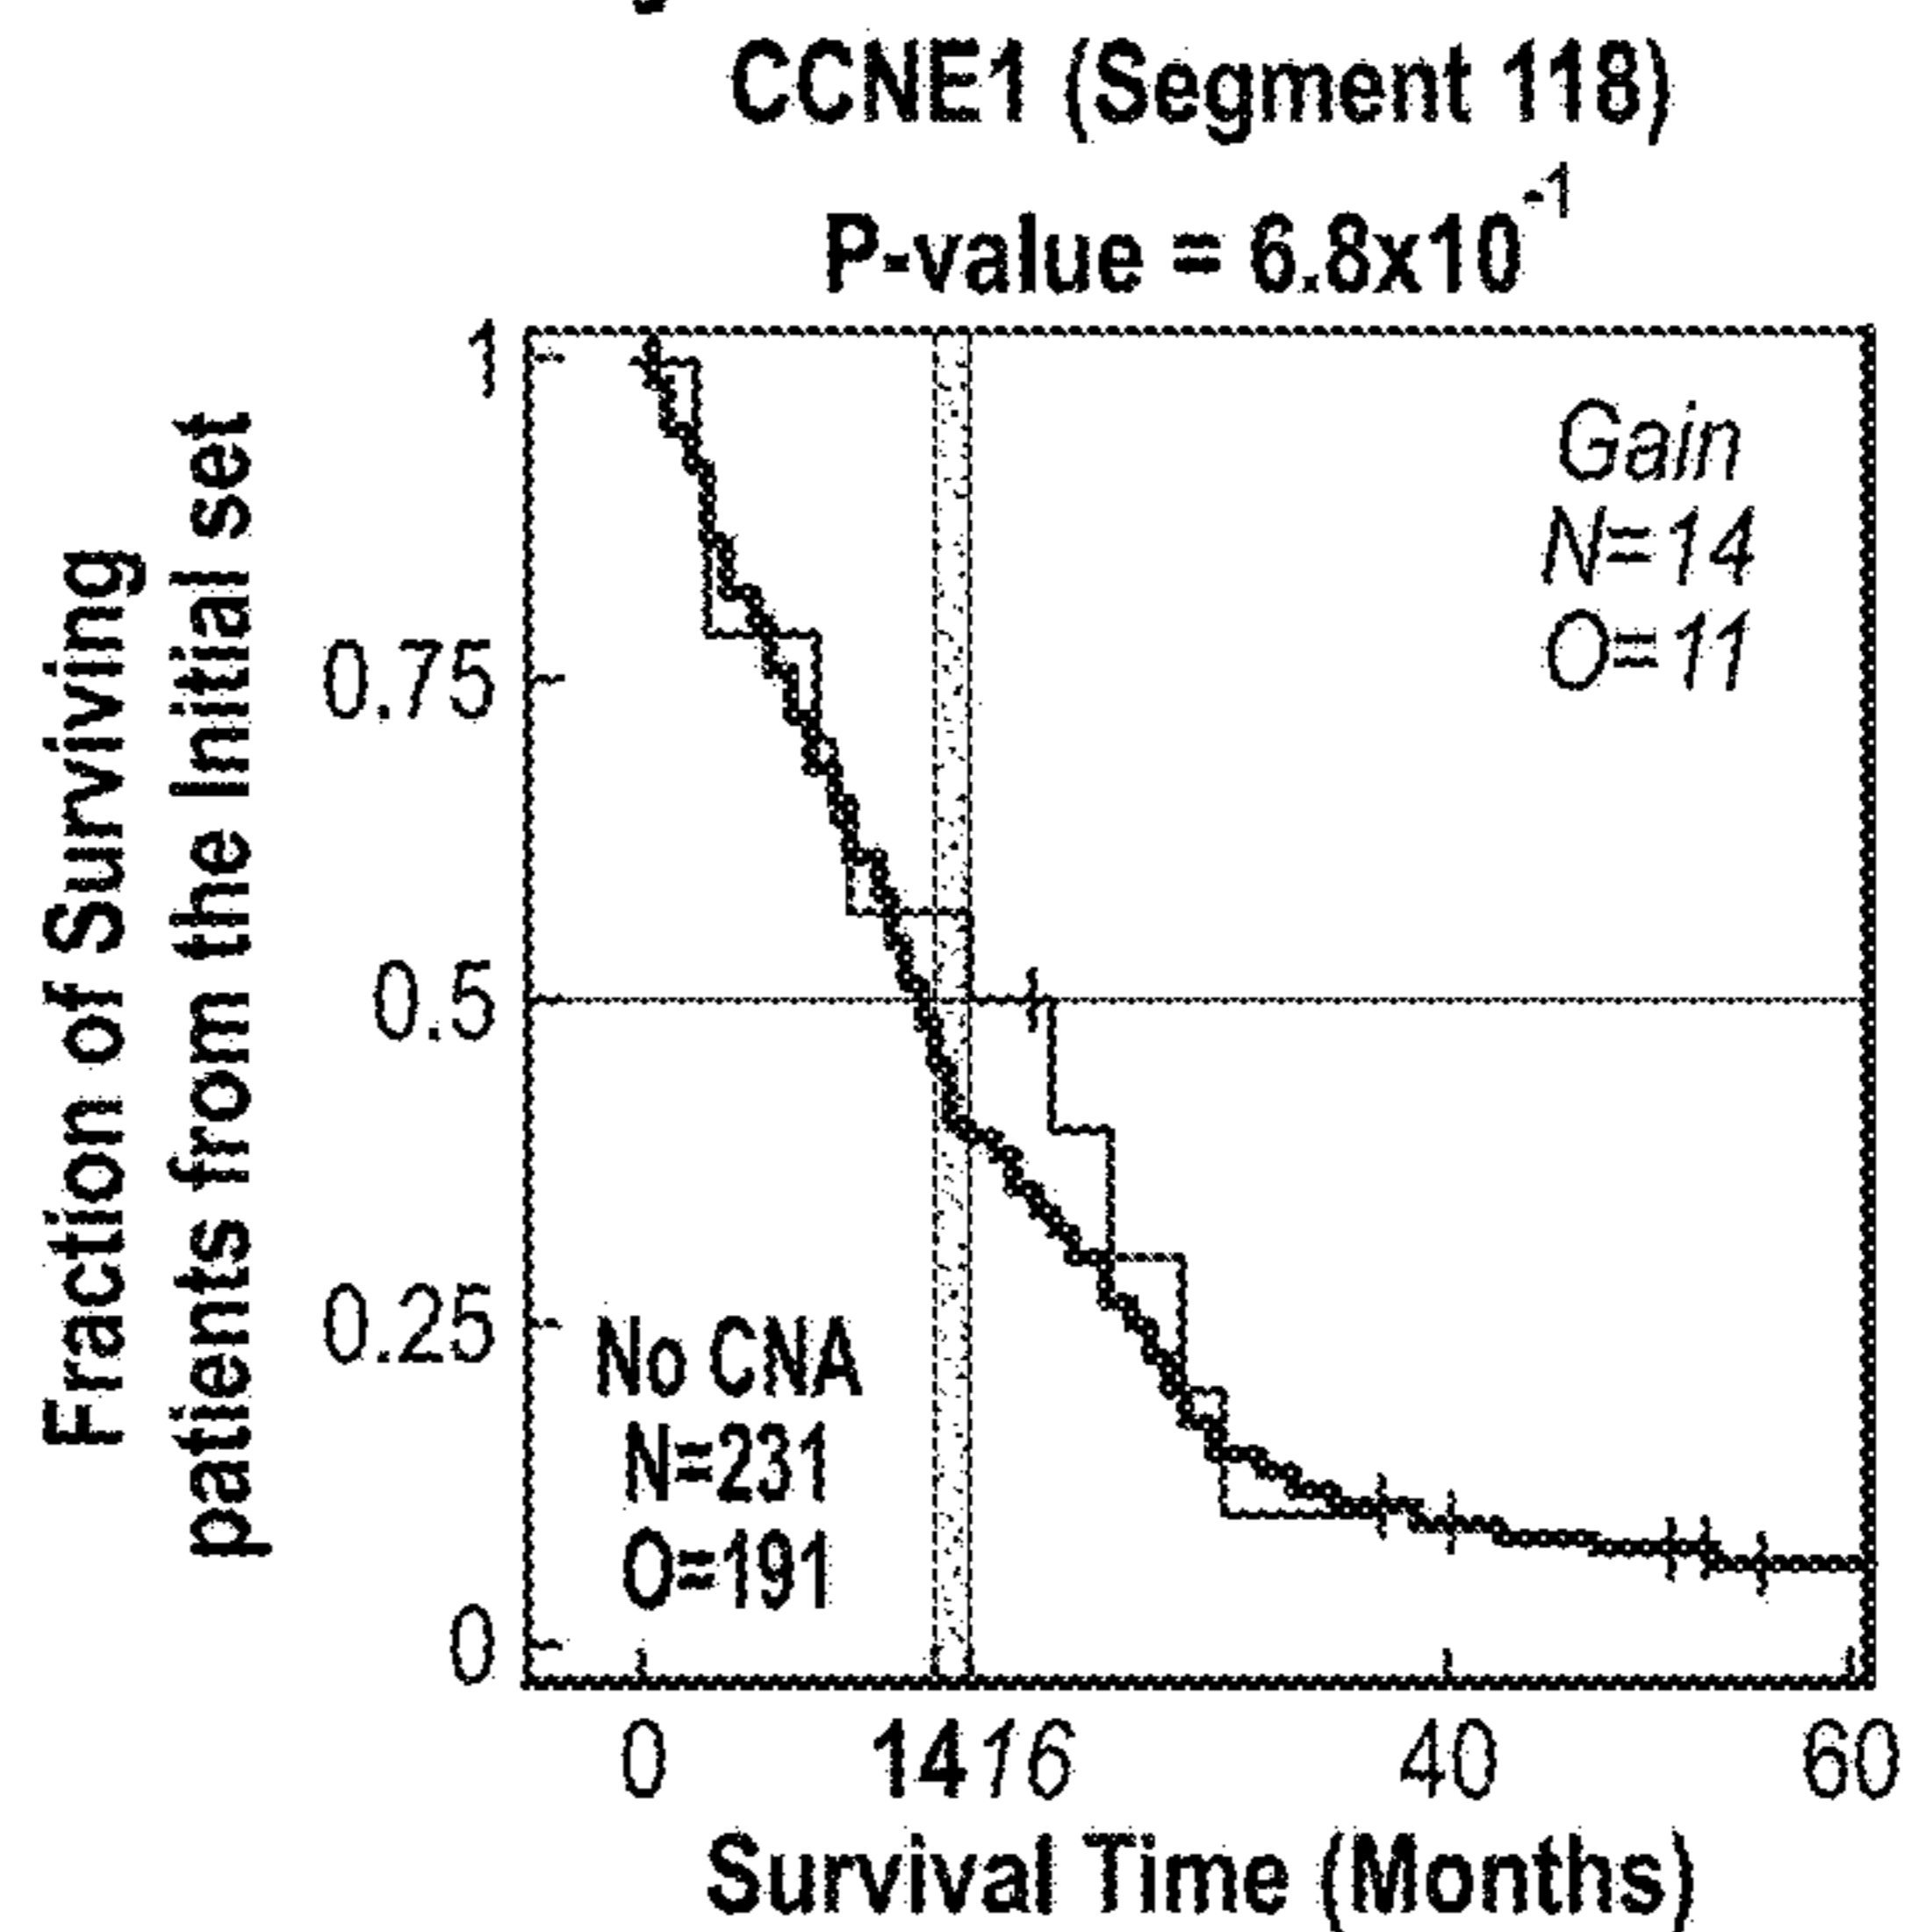 CCNE1 (Segment 118)
P-value = 6.8x10⁻¹
Fraction of Surviving
patients from the Initial set
1
0.75
0.5
0.25
0
Gain
N=14
O=11
No CNA
N=231
O=191
0 14 16 40 60
Survival Time (Months)